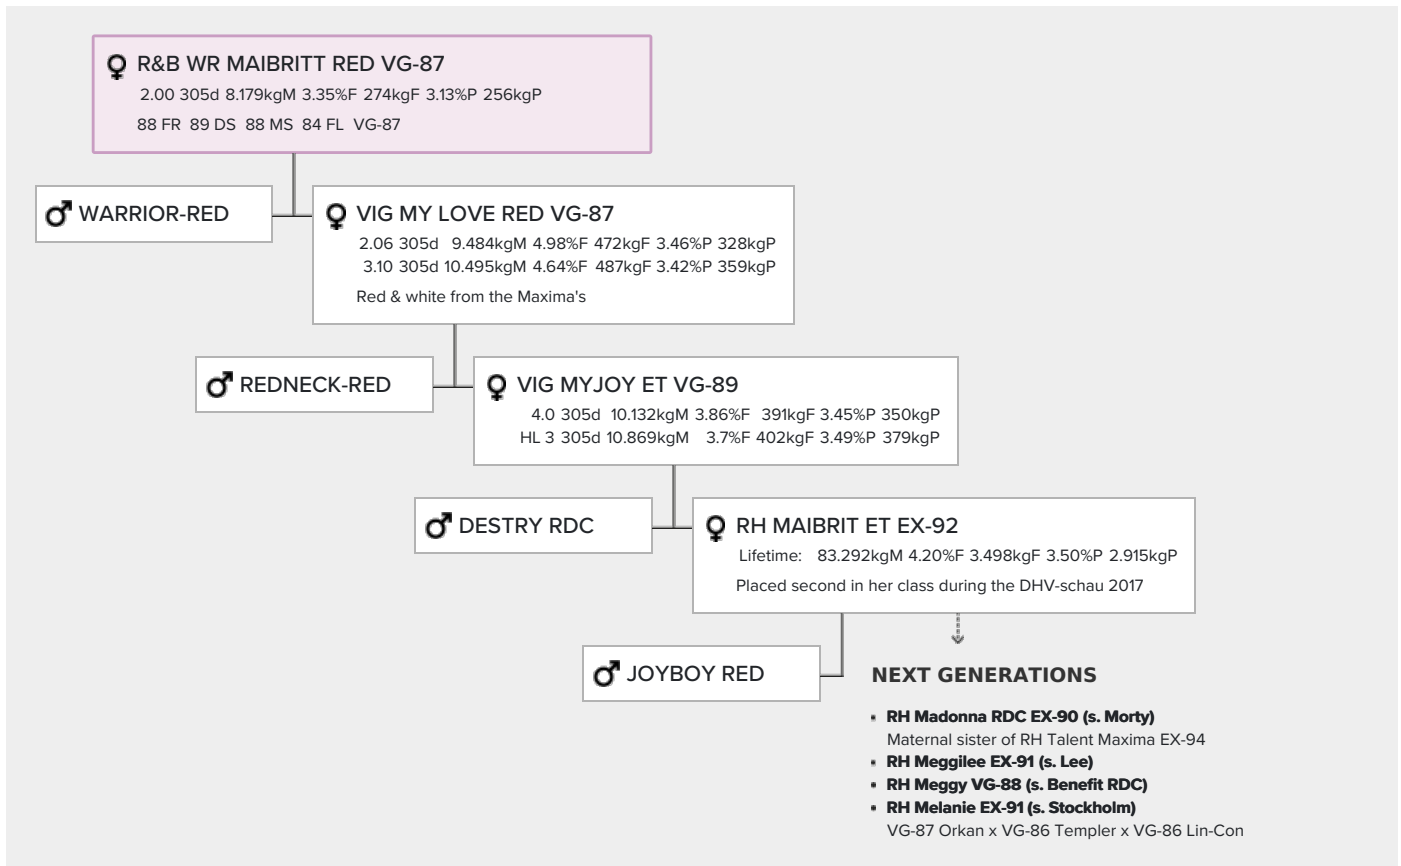 R&B WR MAIBRITT RED VG-87
2.00 305d 8.179kgM 3.35%F 274kgF 3.13%P 256kgP
88 FR 89 DS 88 MS 84 FL VG-87
WARRIOR-RED
VIG MY LOVE RED VG-87
2.06 305d 9.484kgM 4.98%F 472kgF 3.46%P 328kgP
3.10 305d 10.495kgM 4.64%F 487kgF 3.42%P 359kgP
Red & white from the Maxima's
REDNECK-RED
VIG MYJOY ET VG-89
4.0 305d 10.132kgM 3.86%F 391kgF 3.45%P 350kgP
HL 3 305d 10.869kgM 3.7%F 402kgF 3.49%P 379kgP
DESTRY RDC
RH MAIBRIT ET EX-92
Lifetime: 83.292kgM 4.20%F 3.498kgF 3.50%P 2.915kgP
Placed second in her class during the DHV-schau 2017
JOYBOY RED
NEXT GENERATIONS
RH Madonna RDC EX-90 (s. Morty)
Maternal sister of RH Talent Maxima EX-94
RH Meggilee EX-91 (s. Lee)
RH Meggy VG-88 (s. Benefit RDC)
RH Melanie EX-91 (s. Stockholm)
VG-87 Orkan x VG-86 Templer x VG-86 Lin-Con